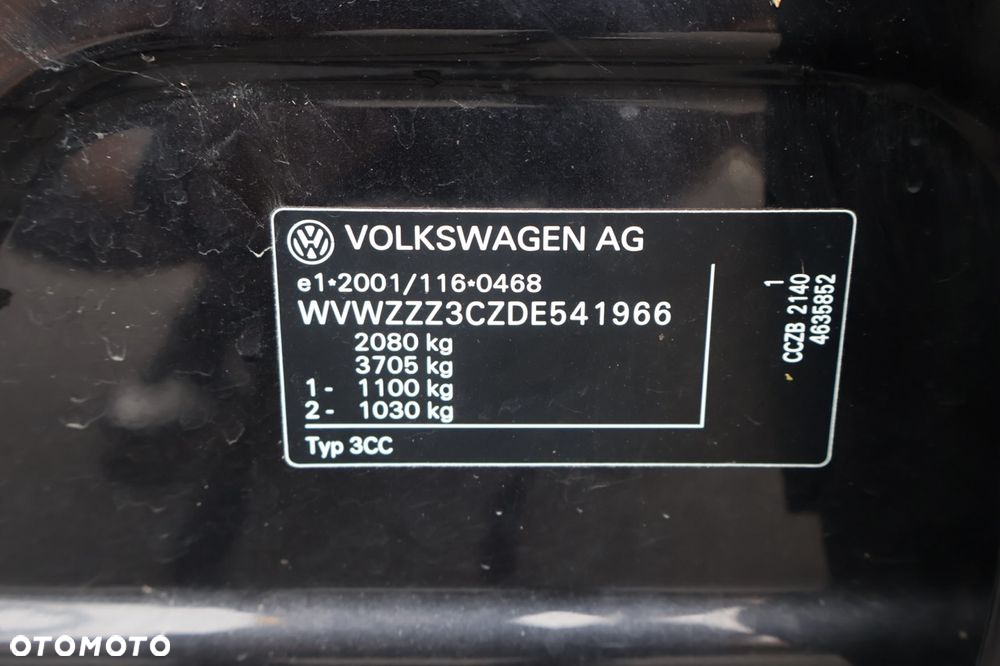 VOLKSWAGEN AG
e1*2001/116*0468
WVWZZZ3CZDE541966
2080 kg
3705 kg
1- 1100 kg
2- 1030 kg
Typ 3CC
1
CCZB 2140
4635852
OTOMOTO